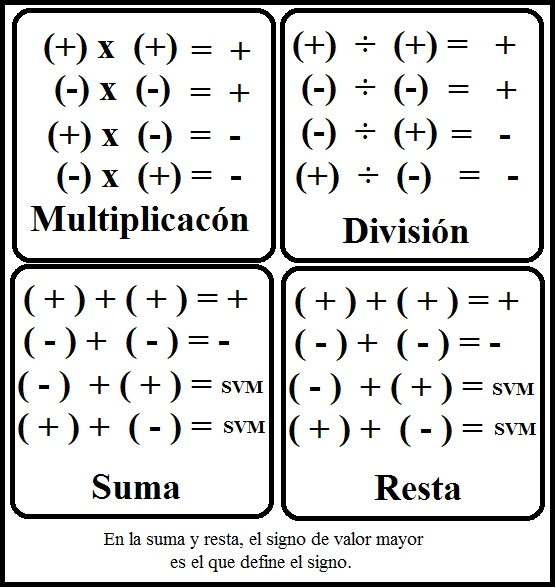 (+) x (+) = +
(-) x (-) = +
(+) x (-) = -
(-) x (+) = -
Multiplicacón
(+) ÷ (+) = +
(-) ÷ (-) = +
(-) ÷ (+) = -
(+) ÷ (-) = -
División
( + ) + ( + ) = +
( - ) + ( - ) = -
( - ) + ( + ) = SVM
( + ) + ( - ) = SVM
Suma
( + ) + ( + ) = +
( - ) + ( - ) = -
( - ) + ( + ) = SVM
( + ) + ( - ) = SVM
Resta
En la suma y resta, el signo de valor mayor
es el que define el signo.